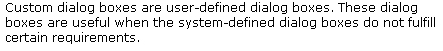 Custom dialog boxes are user-defined dialog boxes. These dialog
boxes are useful when the system-defined dialog boxes do not fulfill
certain requirements.